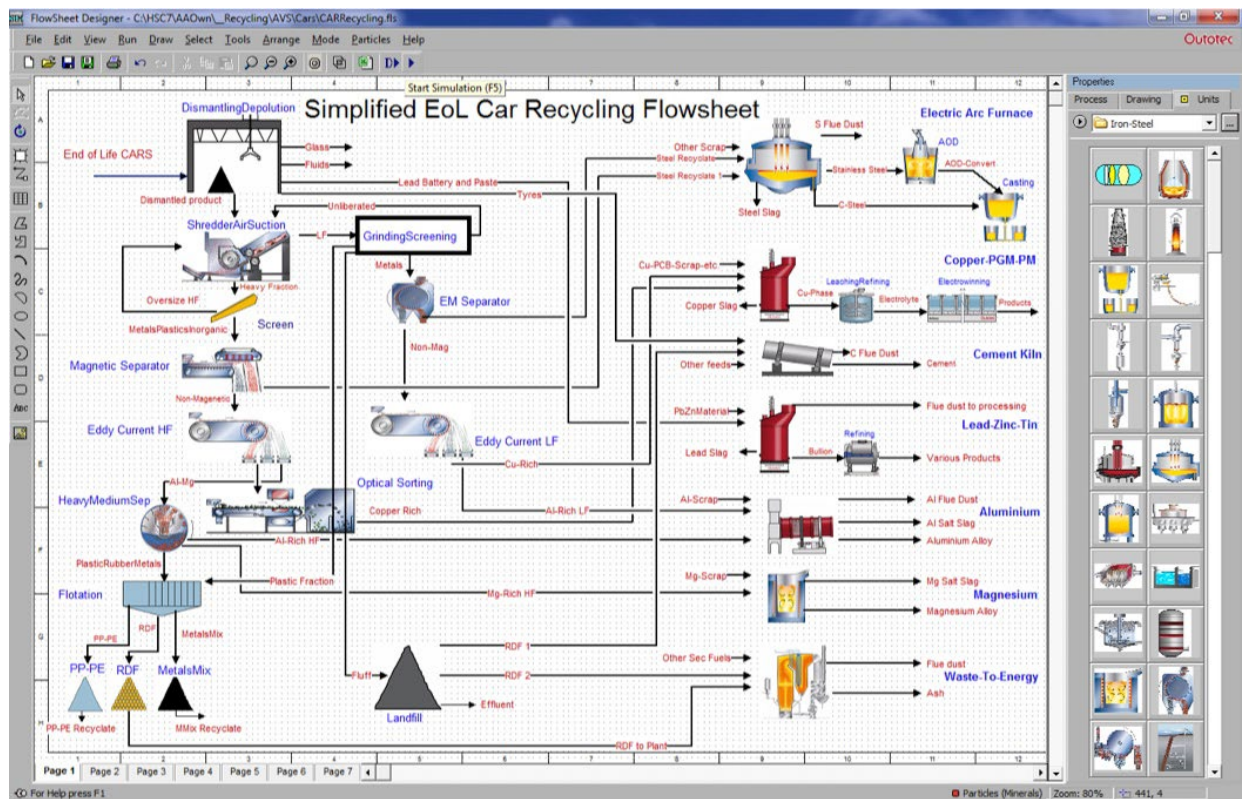 FlowSheet Designer - C:\HSC7\AAOwn\__Recycling\AVS\Cars\CARecycling.fls
File Edit View Run Draw Select Tools Arrange Mode Particles Help
Outotec
Start Simulation (F5)
Simplified EoL Car Recycling Flowsheet
DismantlingDepolution
End of Life CARS
Glass
Fluids
Lead Battery and Paste
Tyres
Dismantled product
Unliberated
ShredderAirSuction
LF
GrindingScreening
Metals
Heavy Fraction
Oversize HF
EM Separator
MetalsPlasticsInorganic
Screen
Non-Mag
Magnetic Separator
Non-Magenetic
Eddy Current HF
Eddy Current LF
Cu-Rich
Al-Mg
Optical Sorting
HeavyMediumSep
Copper Rich
Al-Rich LF
Al-Rich HF
PlasticRubberMetals
Plastic Fraction
Flotation
Mg-Rich HF
PP-PE
RDF
MetalsMix
RDF 1
PP-PE
RDF
MetalsMix
Fluff
RDF 2
Landfill
Effluent
PP-PE Recyclate
MMix Recyclate
RDF to Plant
Electric Arc Furnace
S Flue Dust
Other Scrap
Steel Recyclate
Steel Recyclate 1
AOD
Stainless Steel
AOD-Convert
Casting
C-Steel
Steel Slag
Copper-PGM-PM
Cu-PCB-Scrap-etc
LeachingRefining
Electrowinning
Cu-Phase
Electrolyte
Products
Copper Slag
Cement Kiln
C Flue Dust
Other feeds
Cement
PbZnMaterial
Flue dust to processing
Lead-Zinc-Tin
Refining
Lead Slag
Bullion
Various Products
Al-Scrap
Al Flue Dust
Aluminium
Al Salt Slag
Aluminium Alloy
Mg-Scrap
Mg Salt Slag
Magnesium
Magnesium Alloy
Other Sec Fuels
Flue dust
Waste-To-Energy
Ash
Properties
Process Drawing Units
Iron-Steel
Page 1 Page 2 Page 3 Page 4 Page 5 Page 6 Page 7
For Help press F1
Particles (Minerals) Zoom: 80% 441, 4